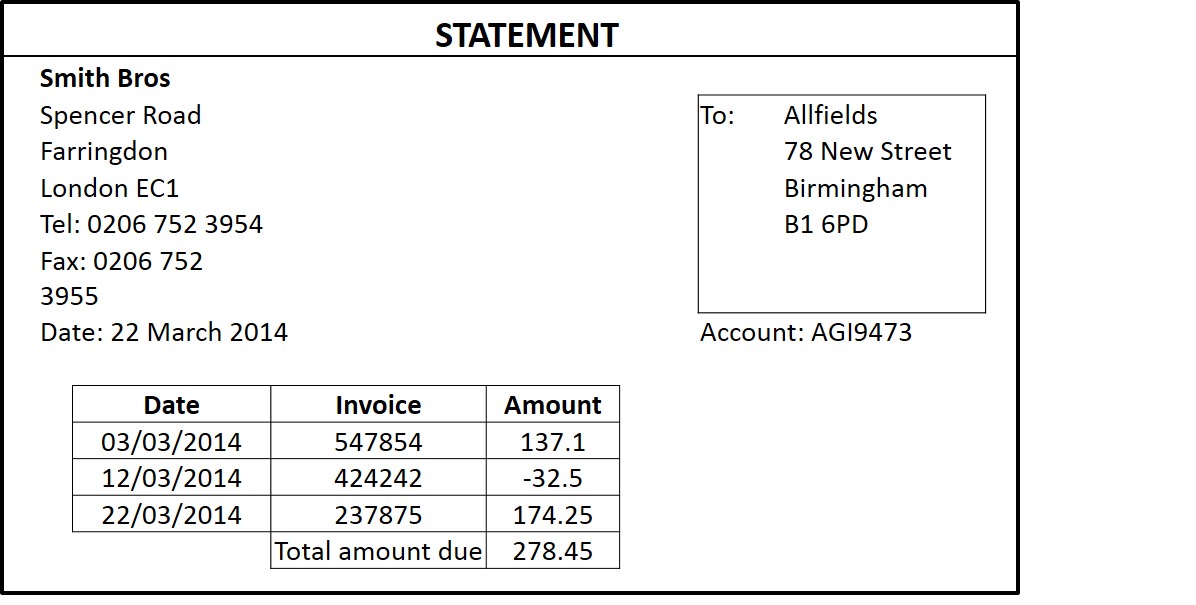 STATEMENT
Smith Bros
Spencer Road
Farringdon
London EC1
Tel: 0206 752 3954
Fax: 0206 752
3955
Date: 22 March 2014
To: Allfields
78 New Street
Birmingham
B1 6PD
Account: AGI9473
Date Invoice Amount
03/03/2014 547854 137.1
12/03/2014 424242 -32.5
22/03/2014 237875 174.25
Total amount due 278.45